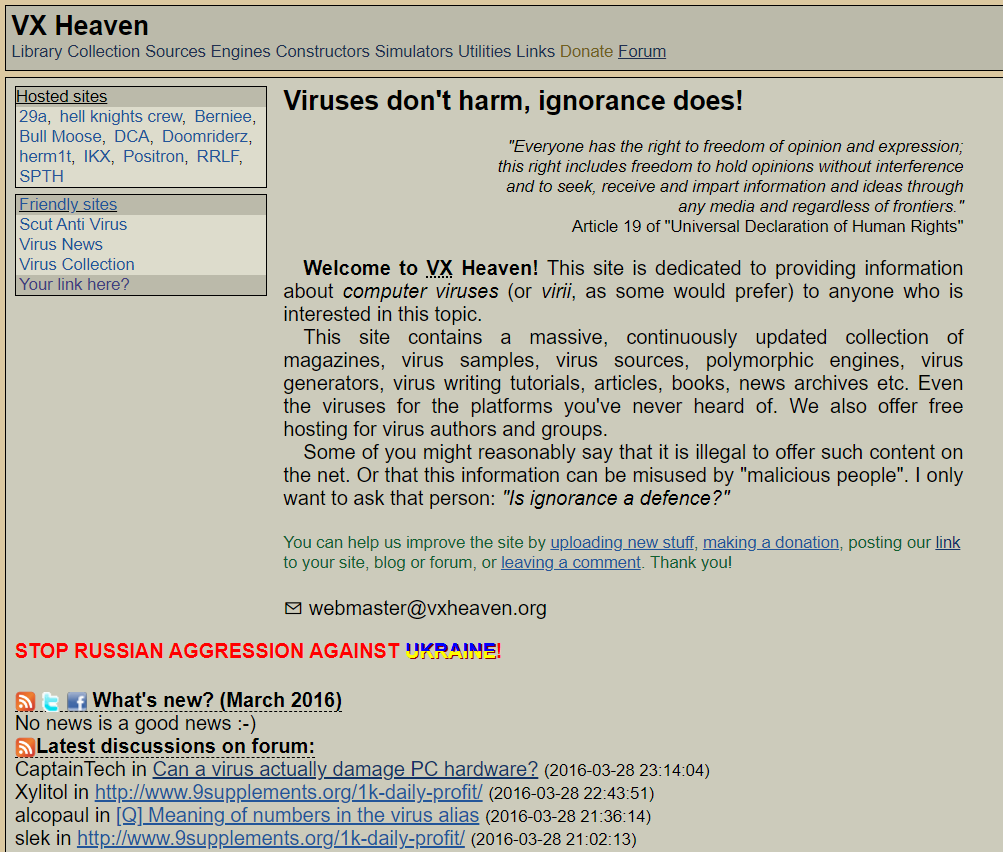 VX Heaven
Library Collection Sources Engines Constructors Simulators Utilities Links Donate Forum
Hosted sites
29a, hell knights crew, Berniee,
Bull Moose, DCA, Doomriderz,
herm1t, IKX, Positron, RRLF,
SPTH
Friendly sites
Scut Anti Virus
Virus News
Virus Collection
Your link here?
Viruses don't harm, ignorance does!
"Everyone has the right to freedom of opinion and expression;
this right includes freedom to hold opinions without interference
and to seek, receive and impart information and ideas through
any media and regardless of frontiers."
Article 19 of "Universal Declaration of Human Rights"
Welcome to VX Heaven! This site is dedicated to providing information
about computer viruses (or virii, as some would prefer) to anyone who is
interested in this topic.
This site contains a massive, continuously updated collection of
magazines, virus samples, virus sources, polymorphic engines, virus
generators, virus writing tutorials, articles, books, news archives etc. Even
the viruses for the platforms you've never heard of. We also offer free
hosting for virus authors and groups.
Some of you might reasonably say that it is illegal to offer such content on
the net. Or that this information can be misused by "malicious people". I only
want to ask that person: "Is ignorance a defence?"
You can help us improve the site by uploading new stuff, making a donation, posting our link
to your site, blog or forum, or leaving a comment. Thank you!
webmaster@vxheaven.org
STOP RUSSIAN AGGRESSION AGAINST UKRAINE!
What's new? (March 2016)
No news is a good news :-)
Latest discussions on forum:
CaptainTech in Can a virus actually damage PC hardware? (2016-03-28 23:14:04)
Xylitol in http://www.9supplements.org/1k-daily-profit/ (2016-03-28 22:43:51)
alcopaul in [Q] Meaning of numbers in the virus alias (2016-03-28 21:36:14)
slek in http://www.9supplements.org/1k-daily-profit/ (2016-03-28 21:02:13)